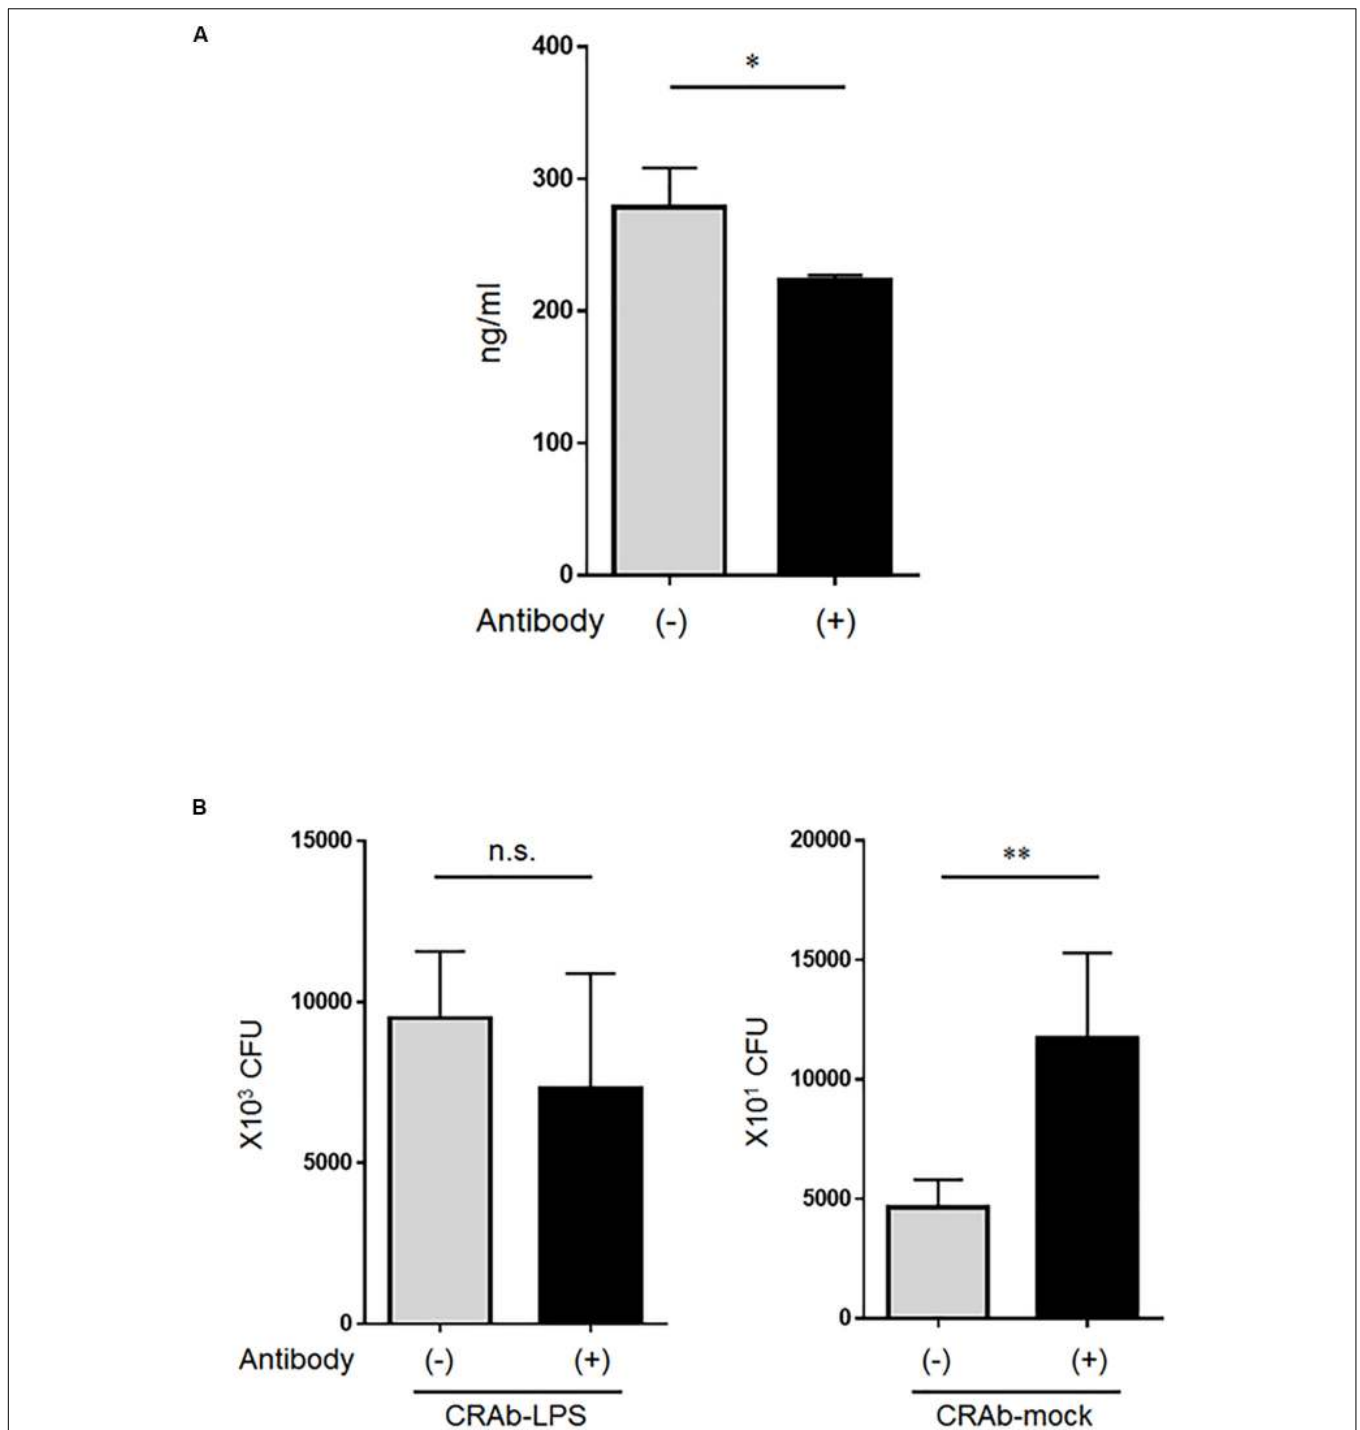 A
400
*
300
ng/ml
200
100
0
Antibody (-) (+)
B
15000
n.s.
10000
X10³ CFU
5000
0
Antibody (-) (+)
CRAb-LPS
20000
**
15000
X10¹ CFU
10000
5000
0
(-) (+)
CRAb-mock